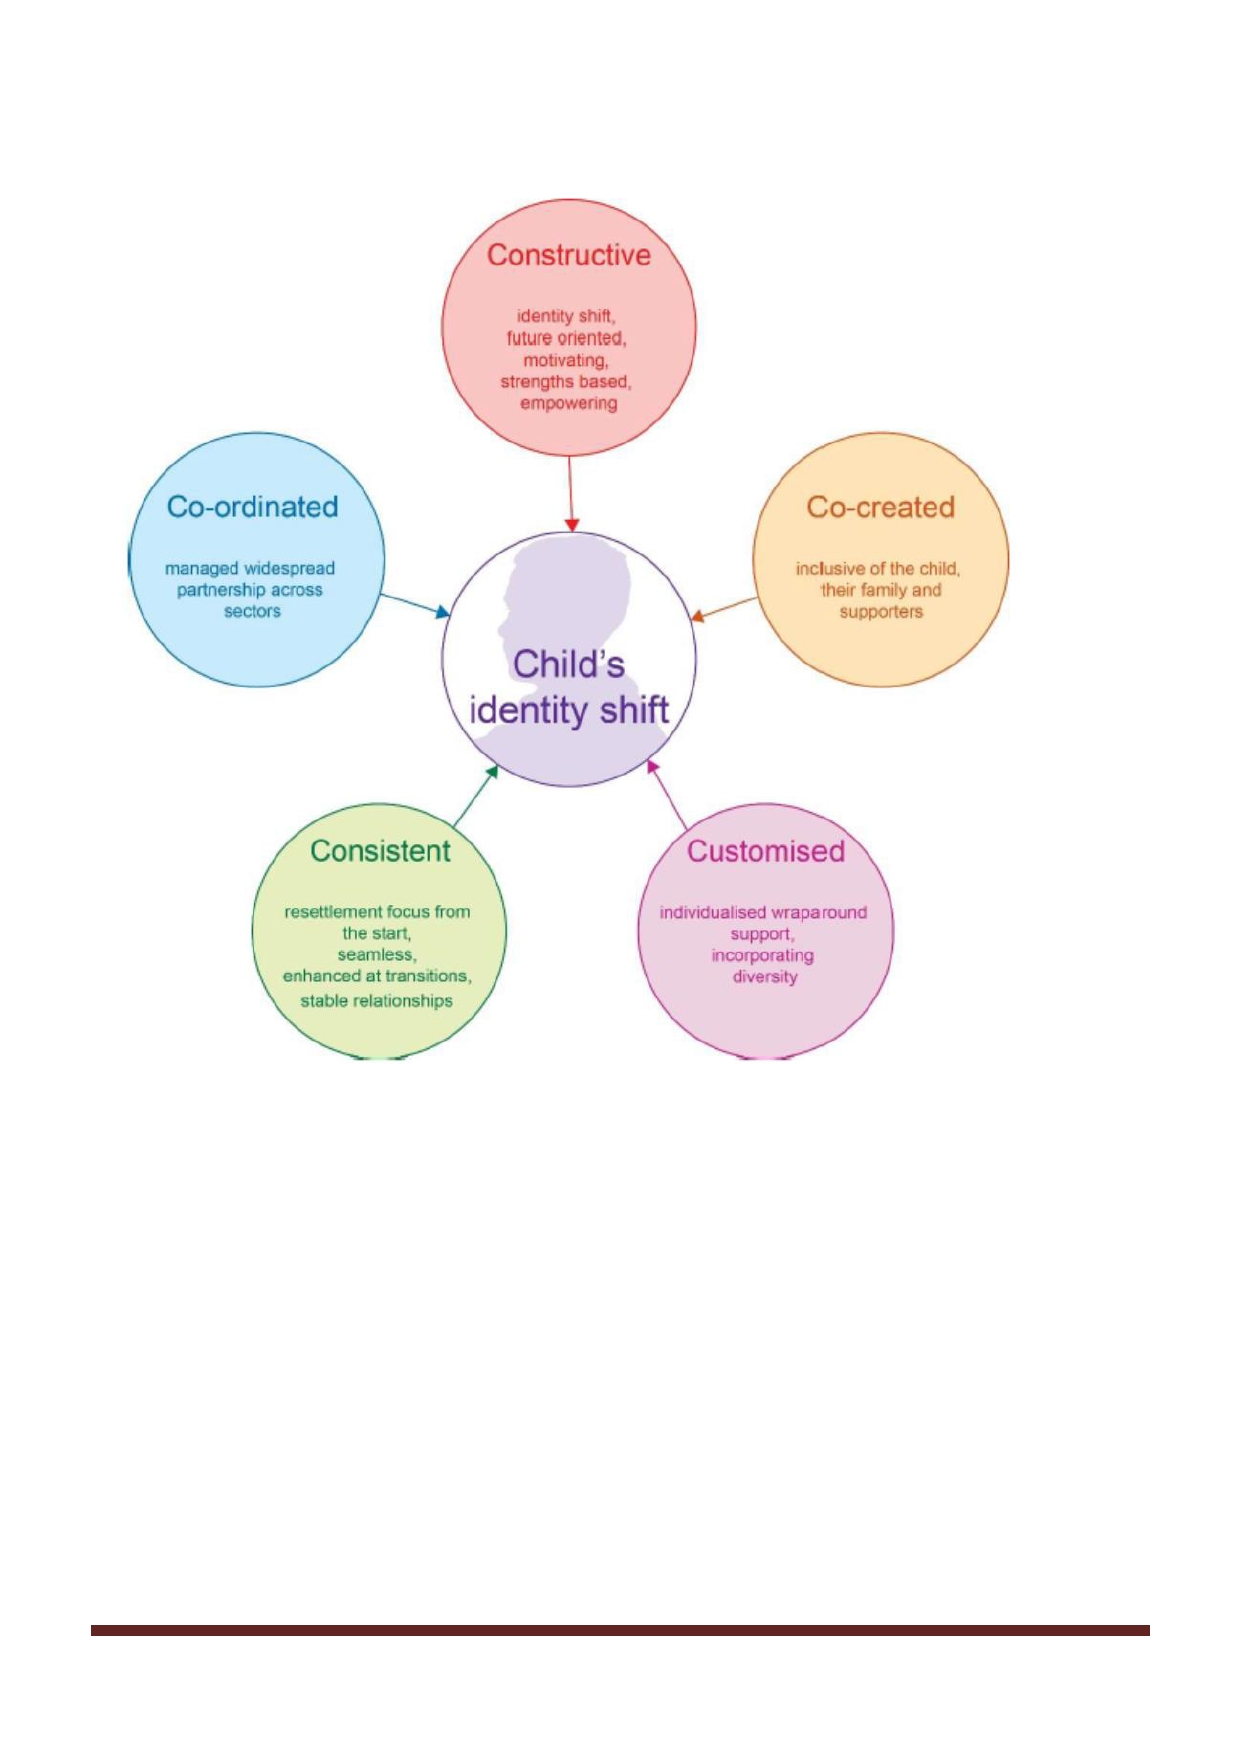 Constructive
identity shift,
future oriented,
motivating,
strengths based,
empowering
Co-ordinated
managed widespread
partnership across
sectors
Co-created
inclusive of the child,
their family and
supporters
Child's
identity shift
Consistent
resettlement focus from
the start,
seamless,
enhanced at transitions,
stable relationships
Customised
individualised wraparound
support,
incorporating
diversity